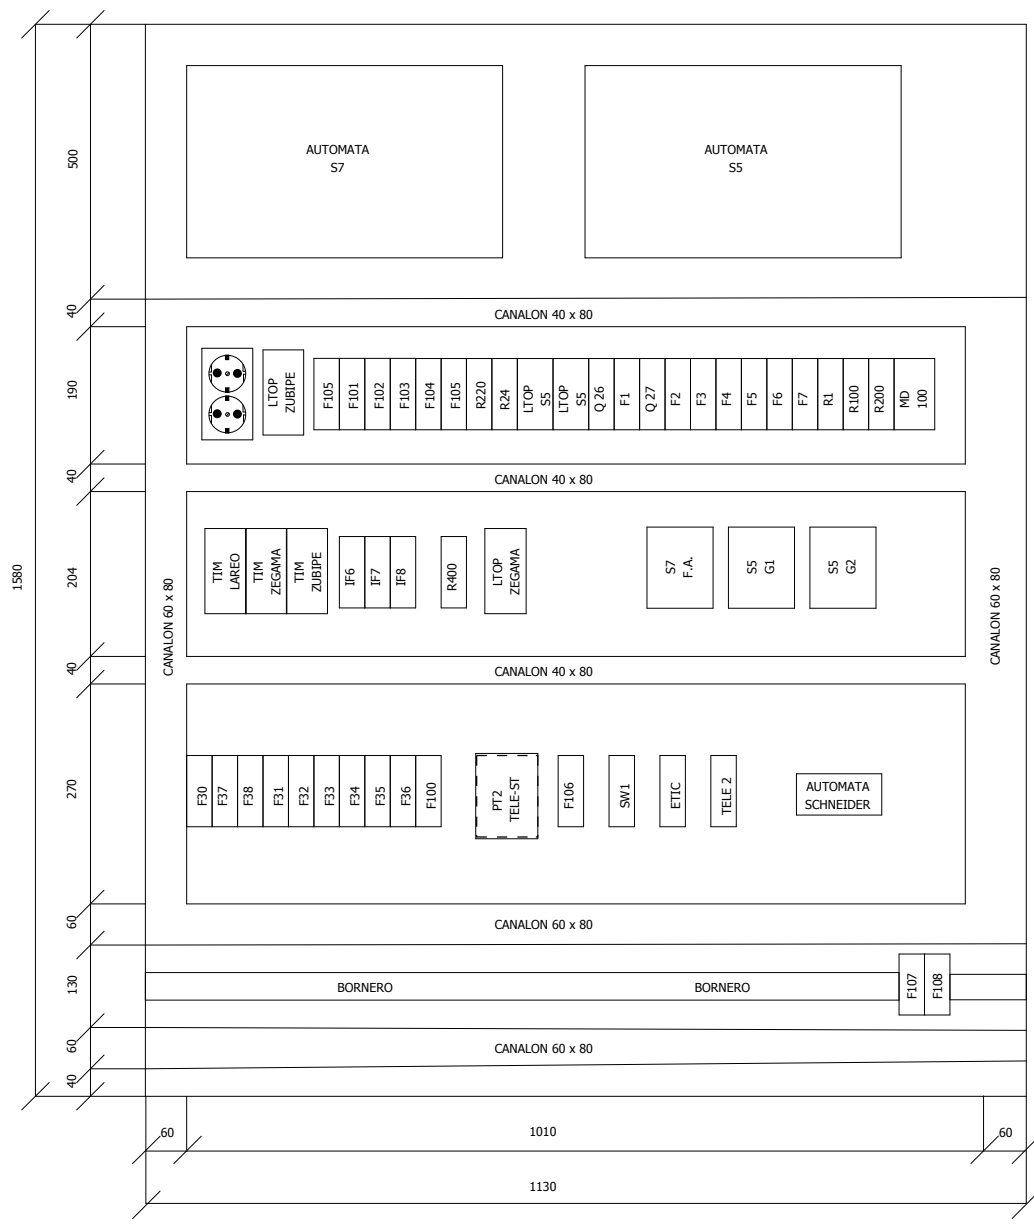 AUTOMATA
S7
AUTOMATA
S5
500
40
CANALON 40 x 80
190
LTOP
ZUBIPE
F105
F101
F102
F103
F104
F105
R220
R24
LTOP
S5
LTOP
S5
Q 26
F1
Q 27
F2
F3
F4
F5
F6
F7
R1
R100
R200
MD
100
40
CANALON 40 x 80
1580
204
CANALON 60 x 80
TIM
LAREO
TIM
ZEGAMA
TIM
ZUBIPE
IF6
IF7
IF8
R400
LTOP
ZEGAMA
S7
F.A.
S5
G1
S5
G2
CANALON 60 x 80
40
CANALON 40 x 80
270
F30
F37
F38
F31
F32
F33
F34
F35
F36
F100
PT2
TELE-ST
F106
SW1
ETIC
TELE 2
AUTOMATA
SCHNEIDER
60
CANALON 60 x 80
130
BORNERO
BORNERO
F107
F108
60
CANALON 60 x 80
40
60
1010
60
1130